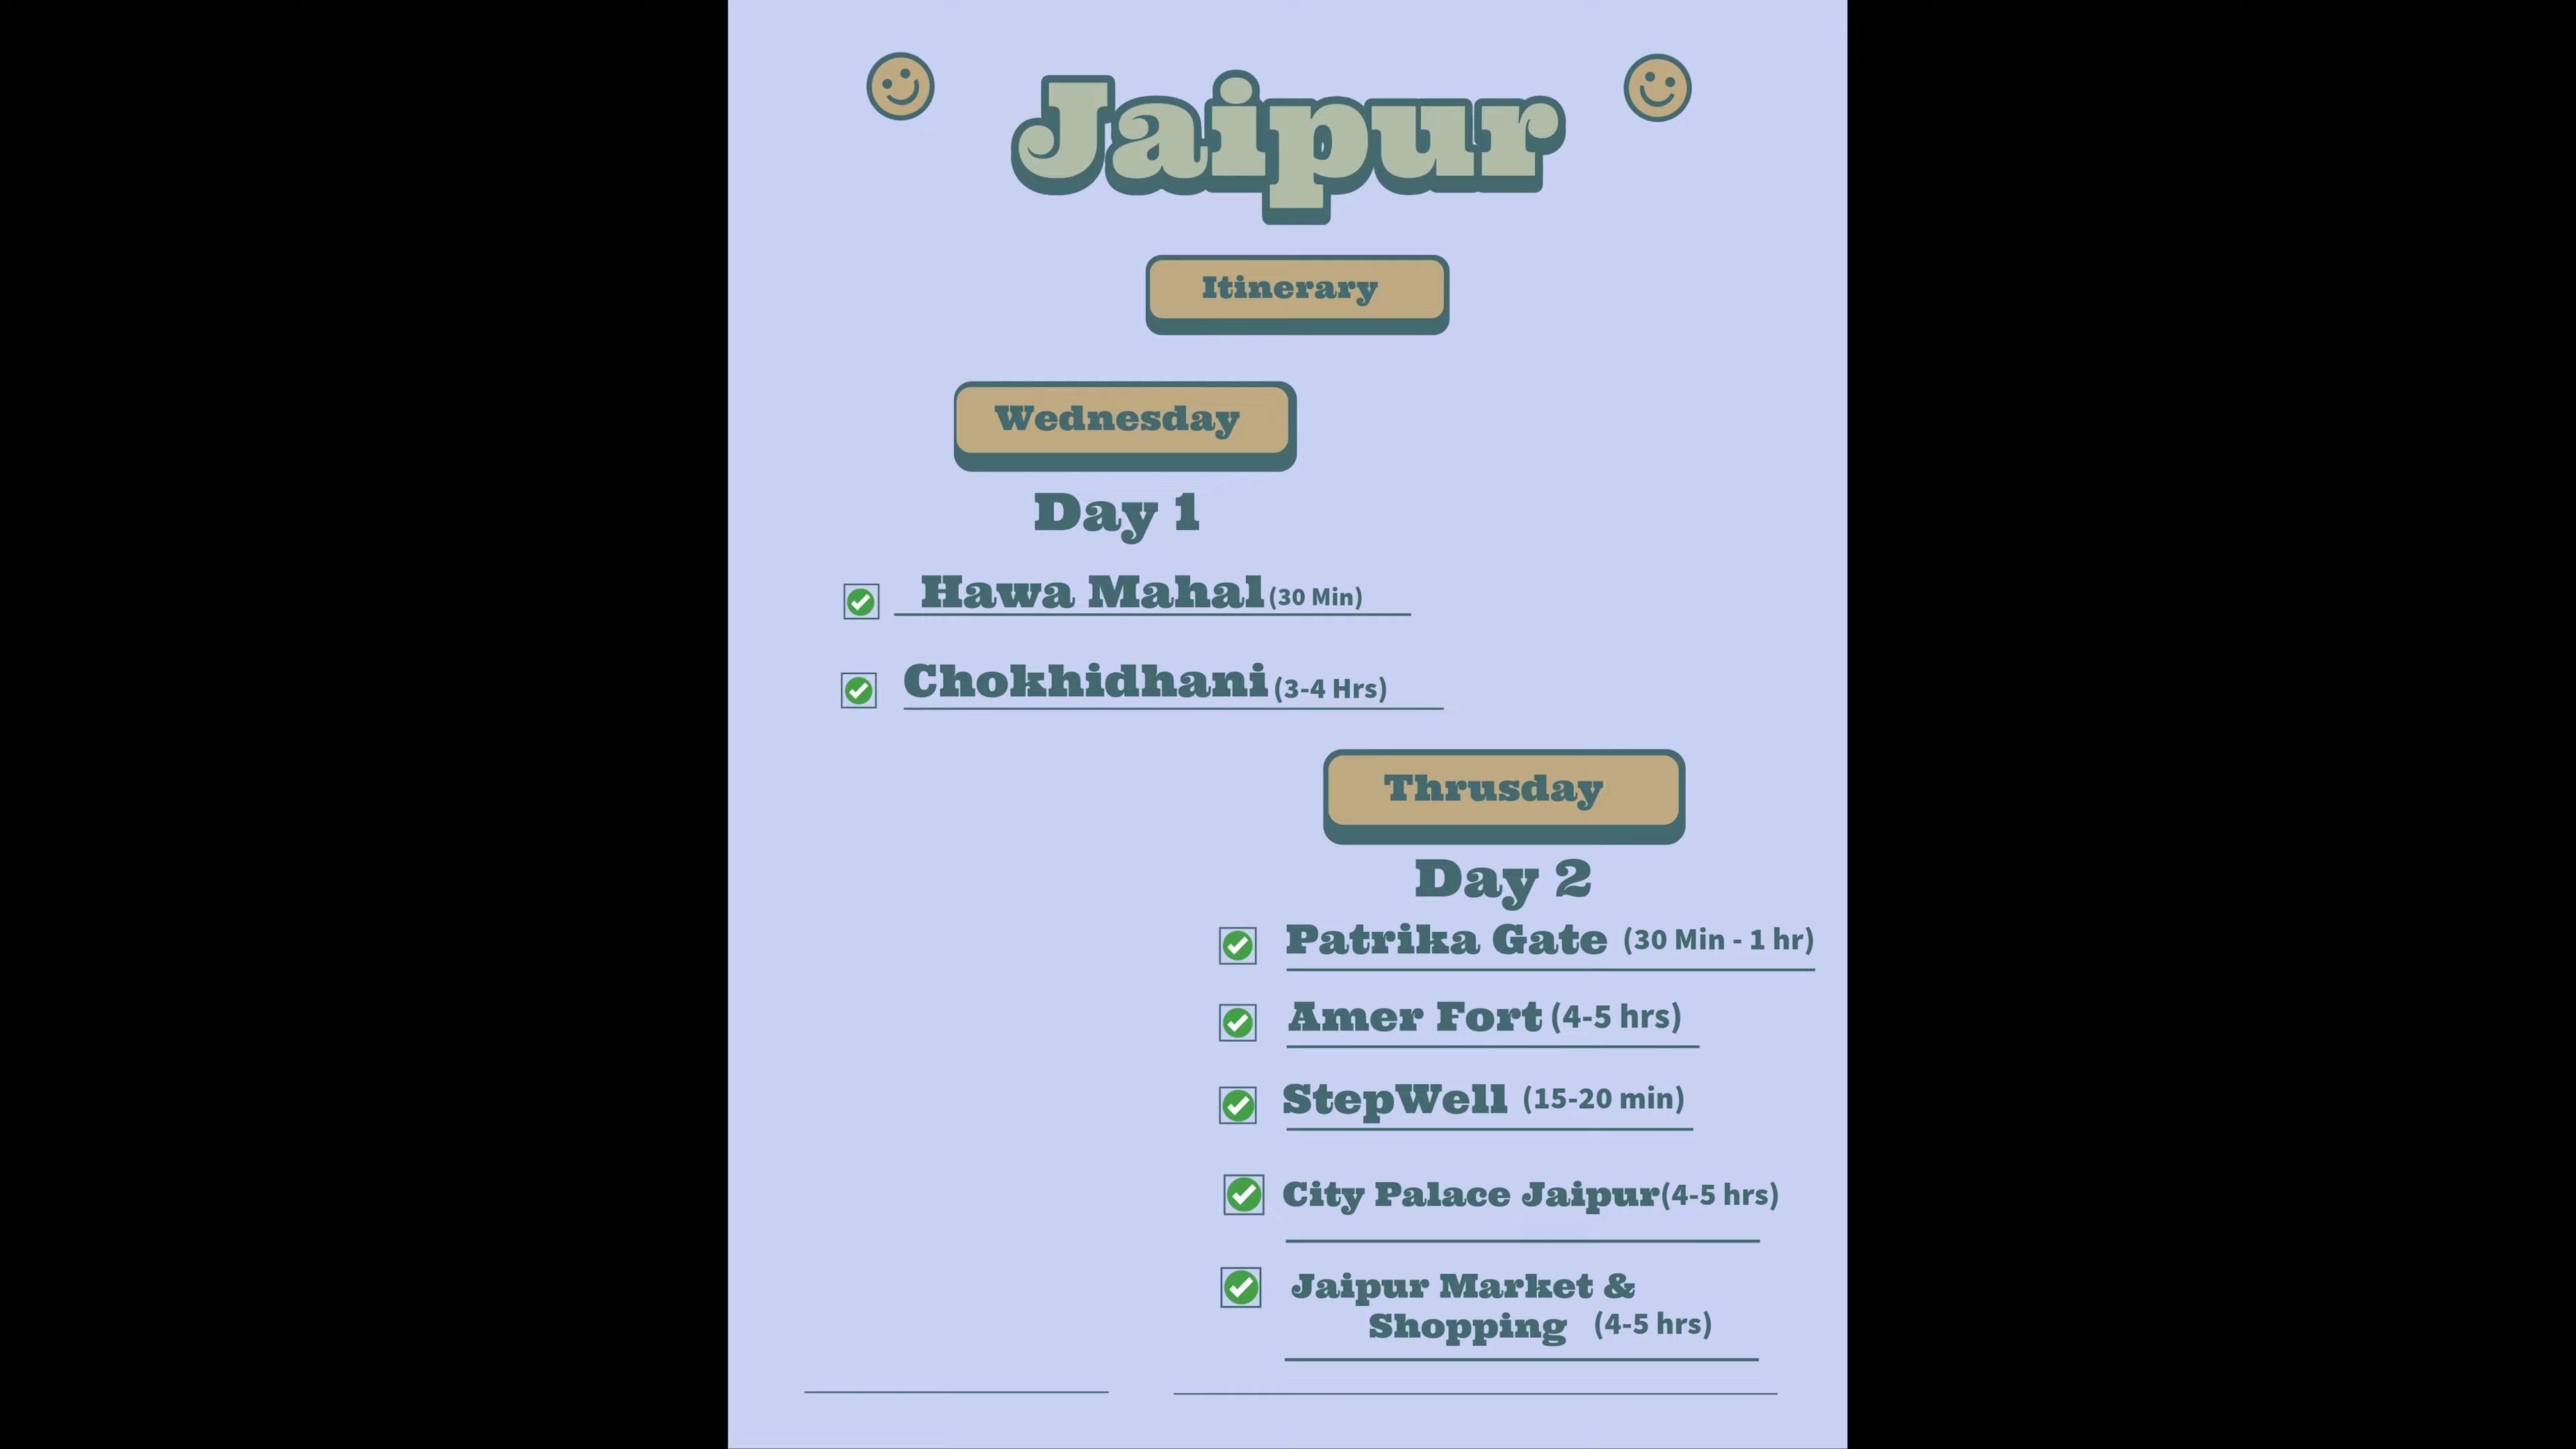 Jaipur
Itinerary
Wednesday
Day 1
Hawa Mahal (30 Min)
Chokhidhani (3-4 Hrs)
Thrusday
Day 2
Patrika Gate (30 Min - 1 hr)
Amer Fort (4-5 hrs)
StepWell (15-20 min)
City Palace Jaipur(4-5 hrs)
Jaipur Market &
Shopping (4-5 hrs)